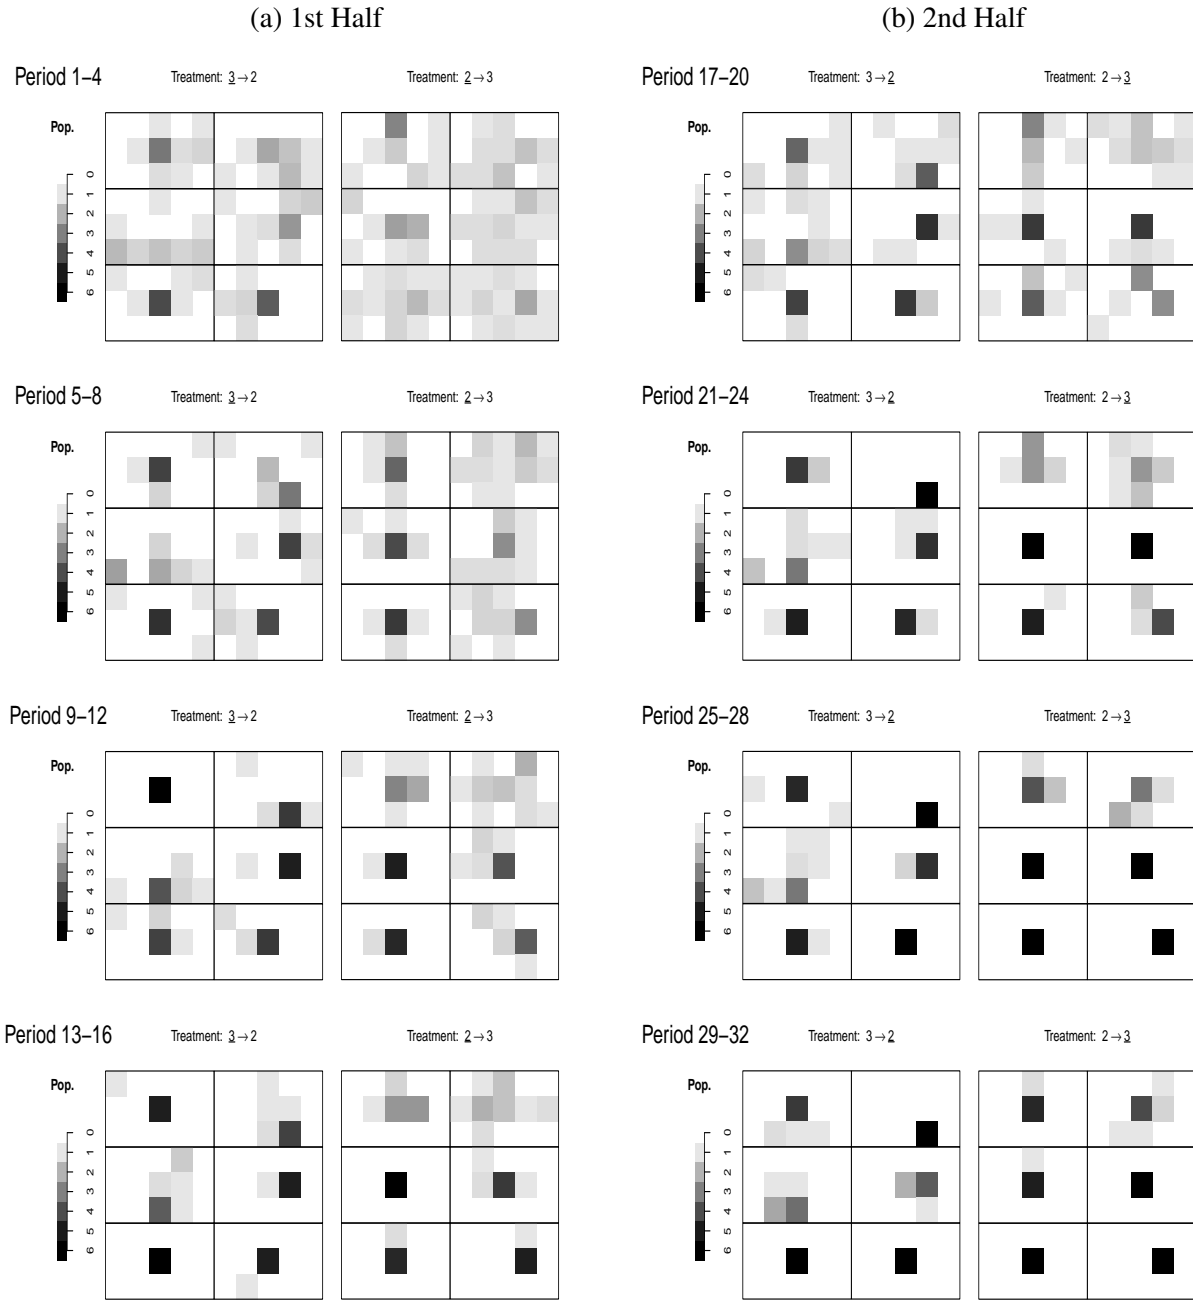 (a) 1st Half
(b) 2nd Half
Period 1–4
Treatment: 3 → 2
Treatment: 2 → 3
Pop.
0
1
2
3
4
5
6
Period 17–20
Treatment: 3 → 2
Treatment: 2 → 3
Pop.
0
1
2
3
4
5
6
Period 5–8
Treatment: 3 → 2
Treatment: 2 → 3
Pop.
0
1
2
3
4
5
6
Period 21–24
Treatment: 3 → 2
Treatment: 2 → 3
Pop.
0
1
2
3
4
5
6
Period 9–12
Treatment: 3 → 2
Treatment: 2 → 3
Pop.
0
1
2
3
4
5
6
Period 25–28
Treatment: 3 → 2
Treatment: 2 → 3
Pop.
0
1
2
3
4
5
6
Period 13–16
Treatment: 3 → 2
Treatment: 2 → 3
Pop.
0
1
2
3
4
5
6
Period 29–32
Treatment: 3 → 2
Treatment: 2 → 3
Pop.
0
1
2
3
4
5
6